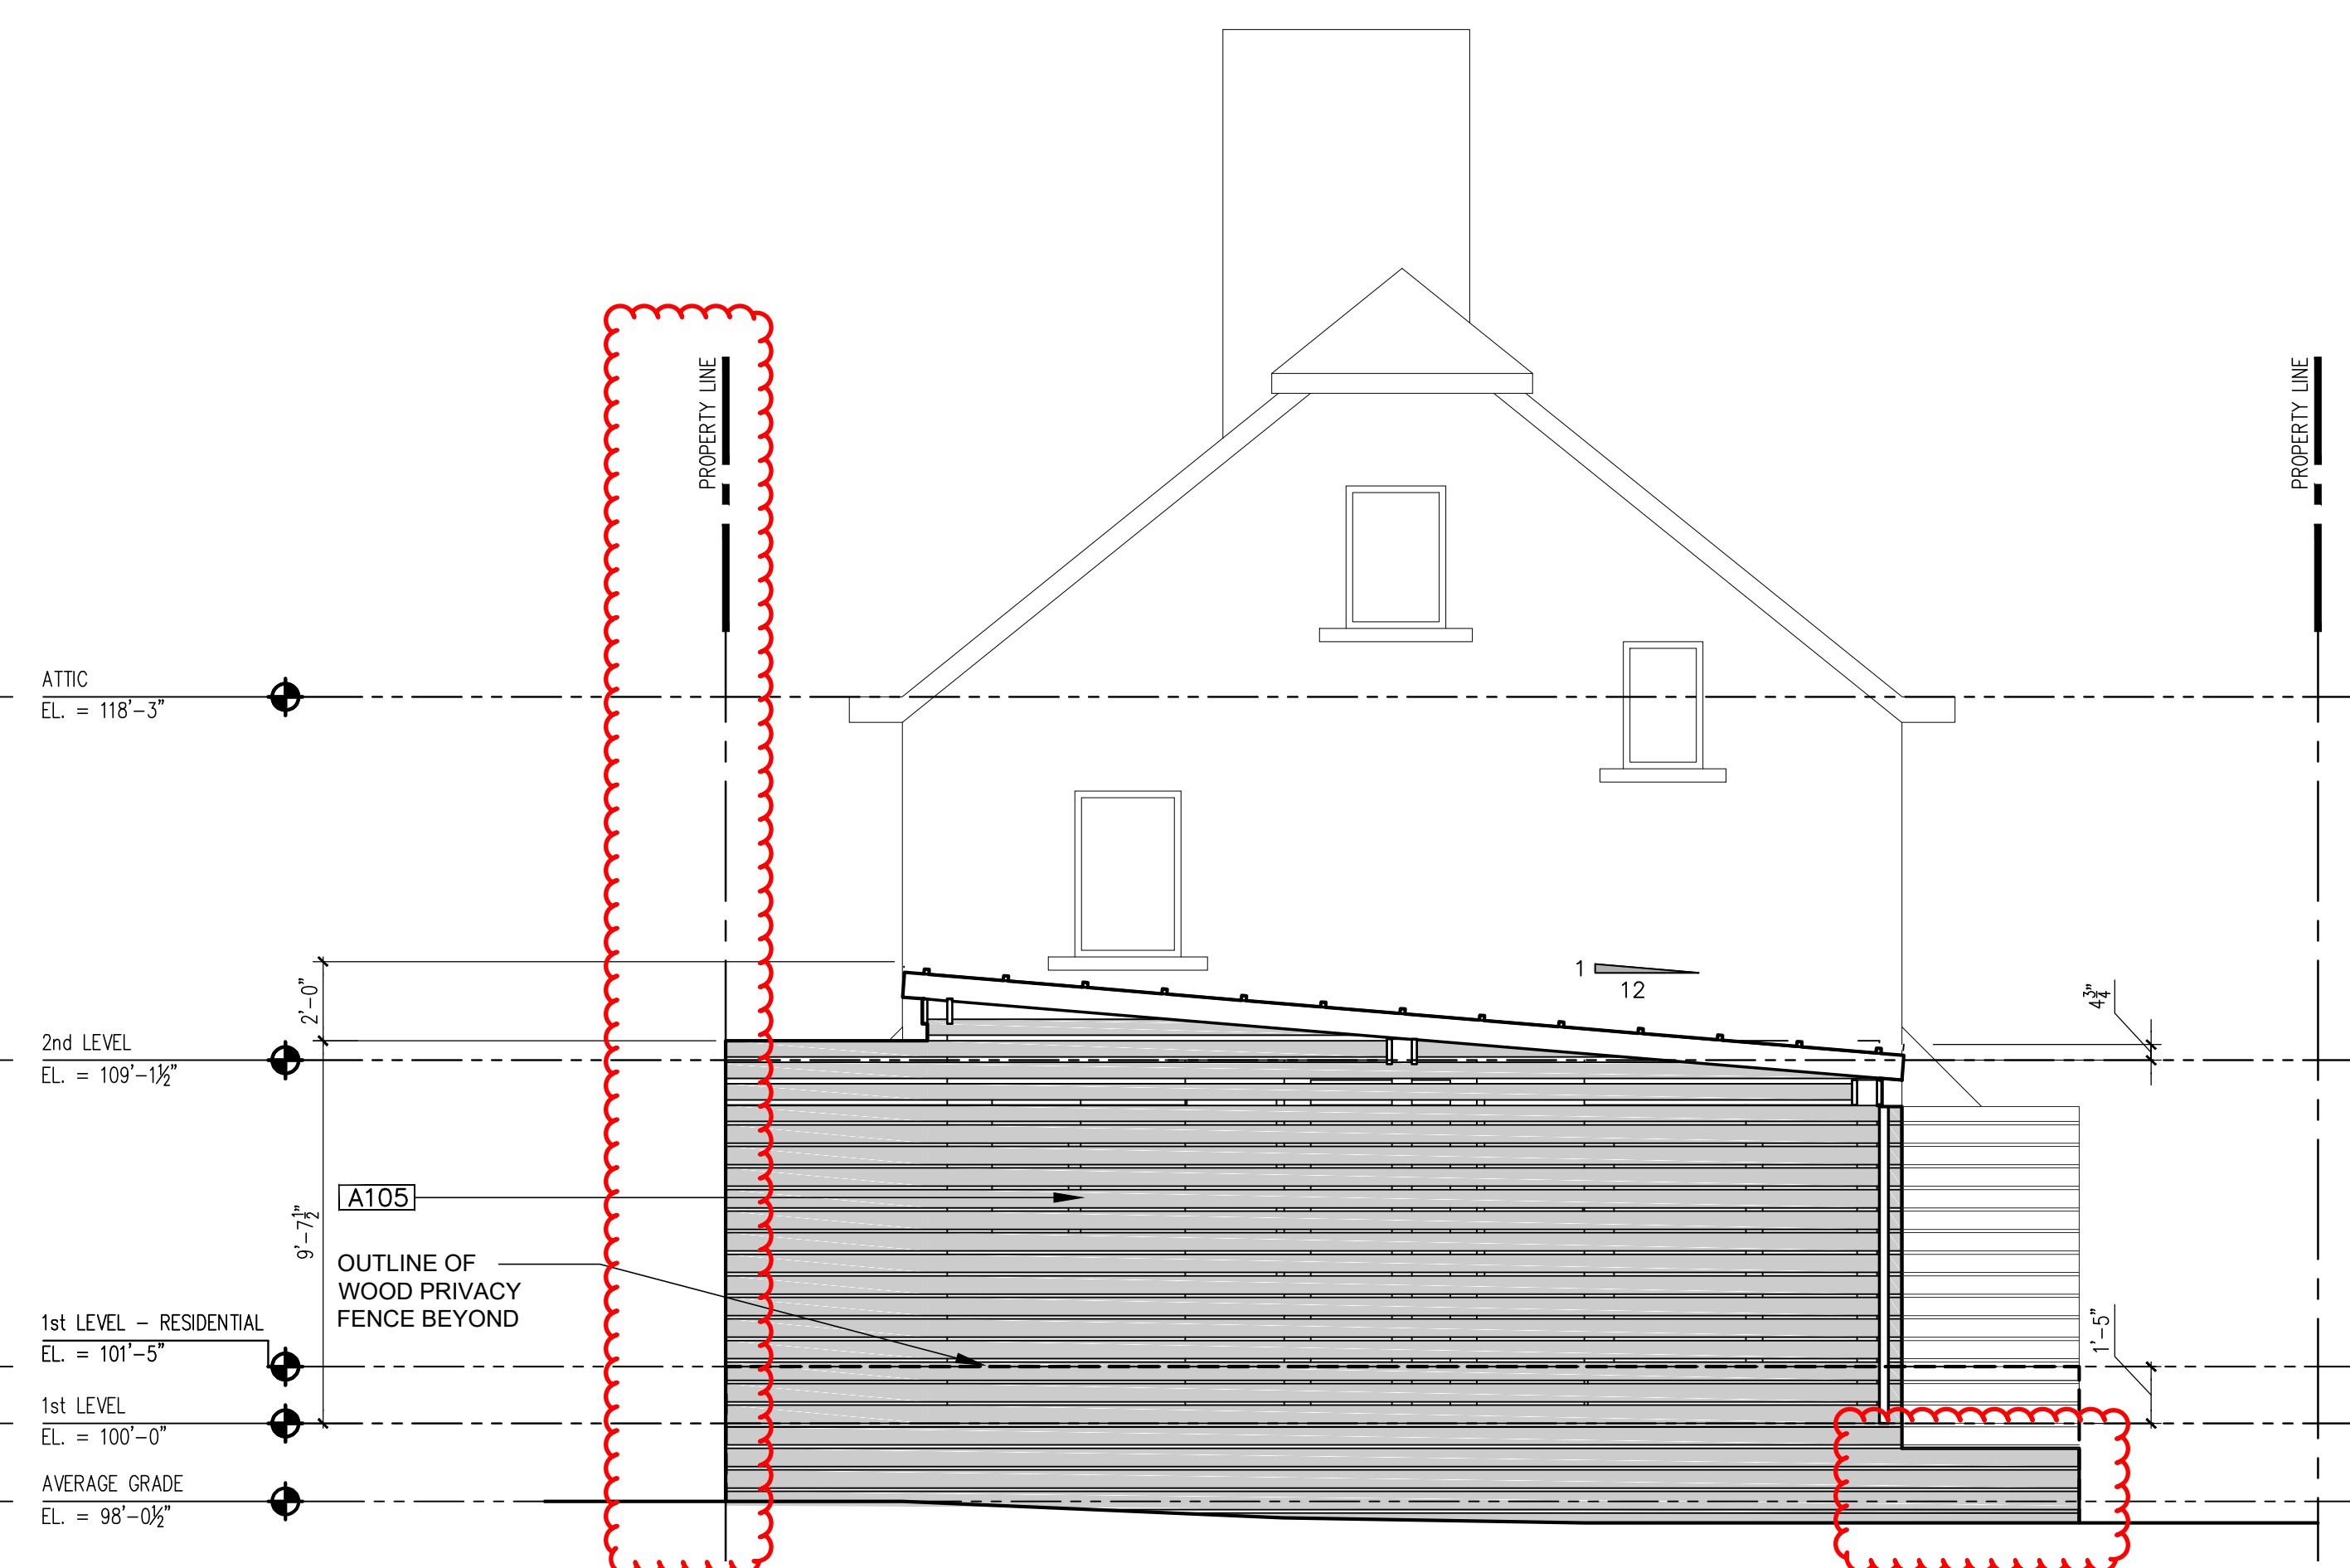 PROPERTY LINE
PROPERTY LINE
ATTIC
EL. = 118'-3"
1
12
2'-0"
4¾"
2nd LEVEL
EL. = 109'-1½"
A105
9'-7½"
OUTLINE OF
WOOD PRIVACY
FENCE BEYOND
1st LEVEL - RESIDENTIAL
EL. = 101'-5"
1'-5"
1st LEVEL
EL. = 100'-0"
AVERAGE GRADE
EL. = 98'-0½"